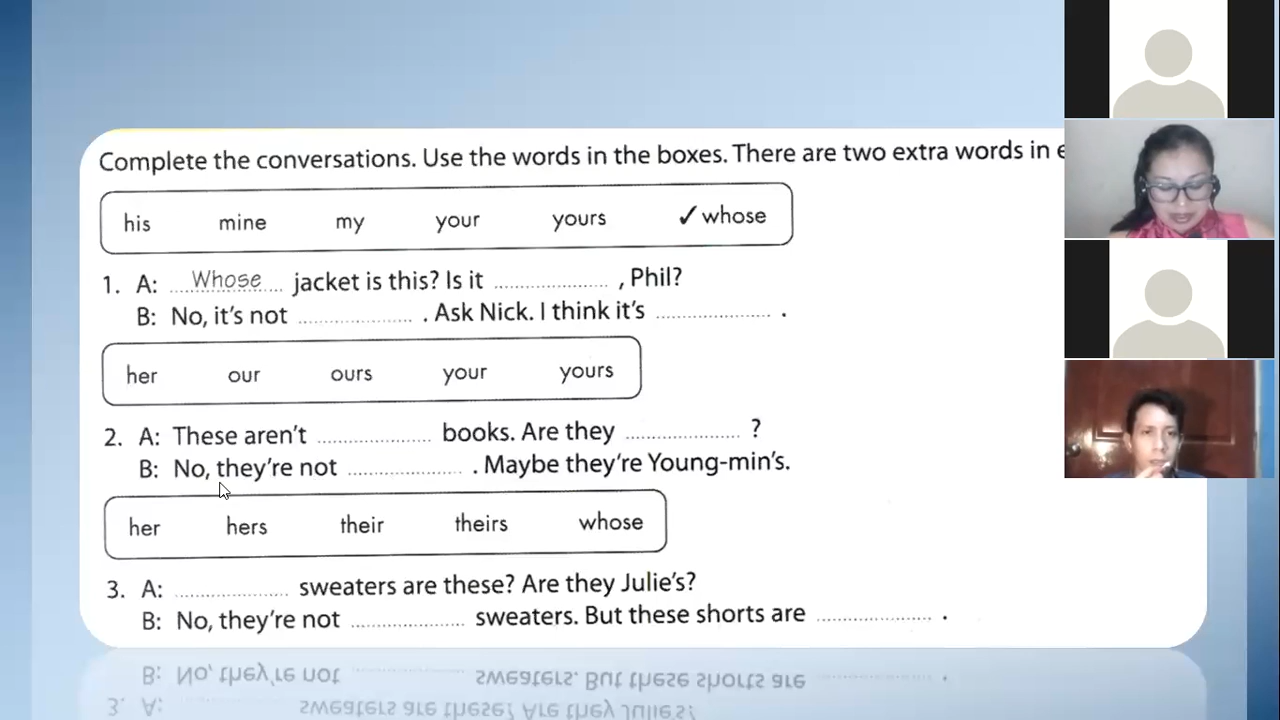 Complete the conversations. Use the words in the boxes. There are two extra words in
his mine my your yours ✓ whose
1. A: Whose jacket is this? Is it ............ , Phil?
B: No, it's not ............ . Ask Nick. I think it's ............ .
her our ours your yours
2. A: These aren't ............ books. Are they ............ ?
B: No, they're not ............ . Maybe they're Young-min's.
her hers their theirs whose
3. A: ............ sweaters are these? Are they Julie's?
B: No, they're not ............ sweaters. But these shorts are ............ .